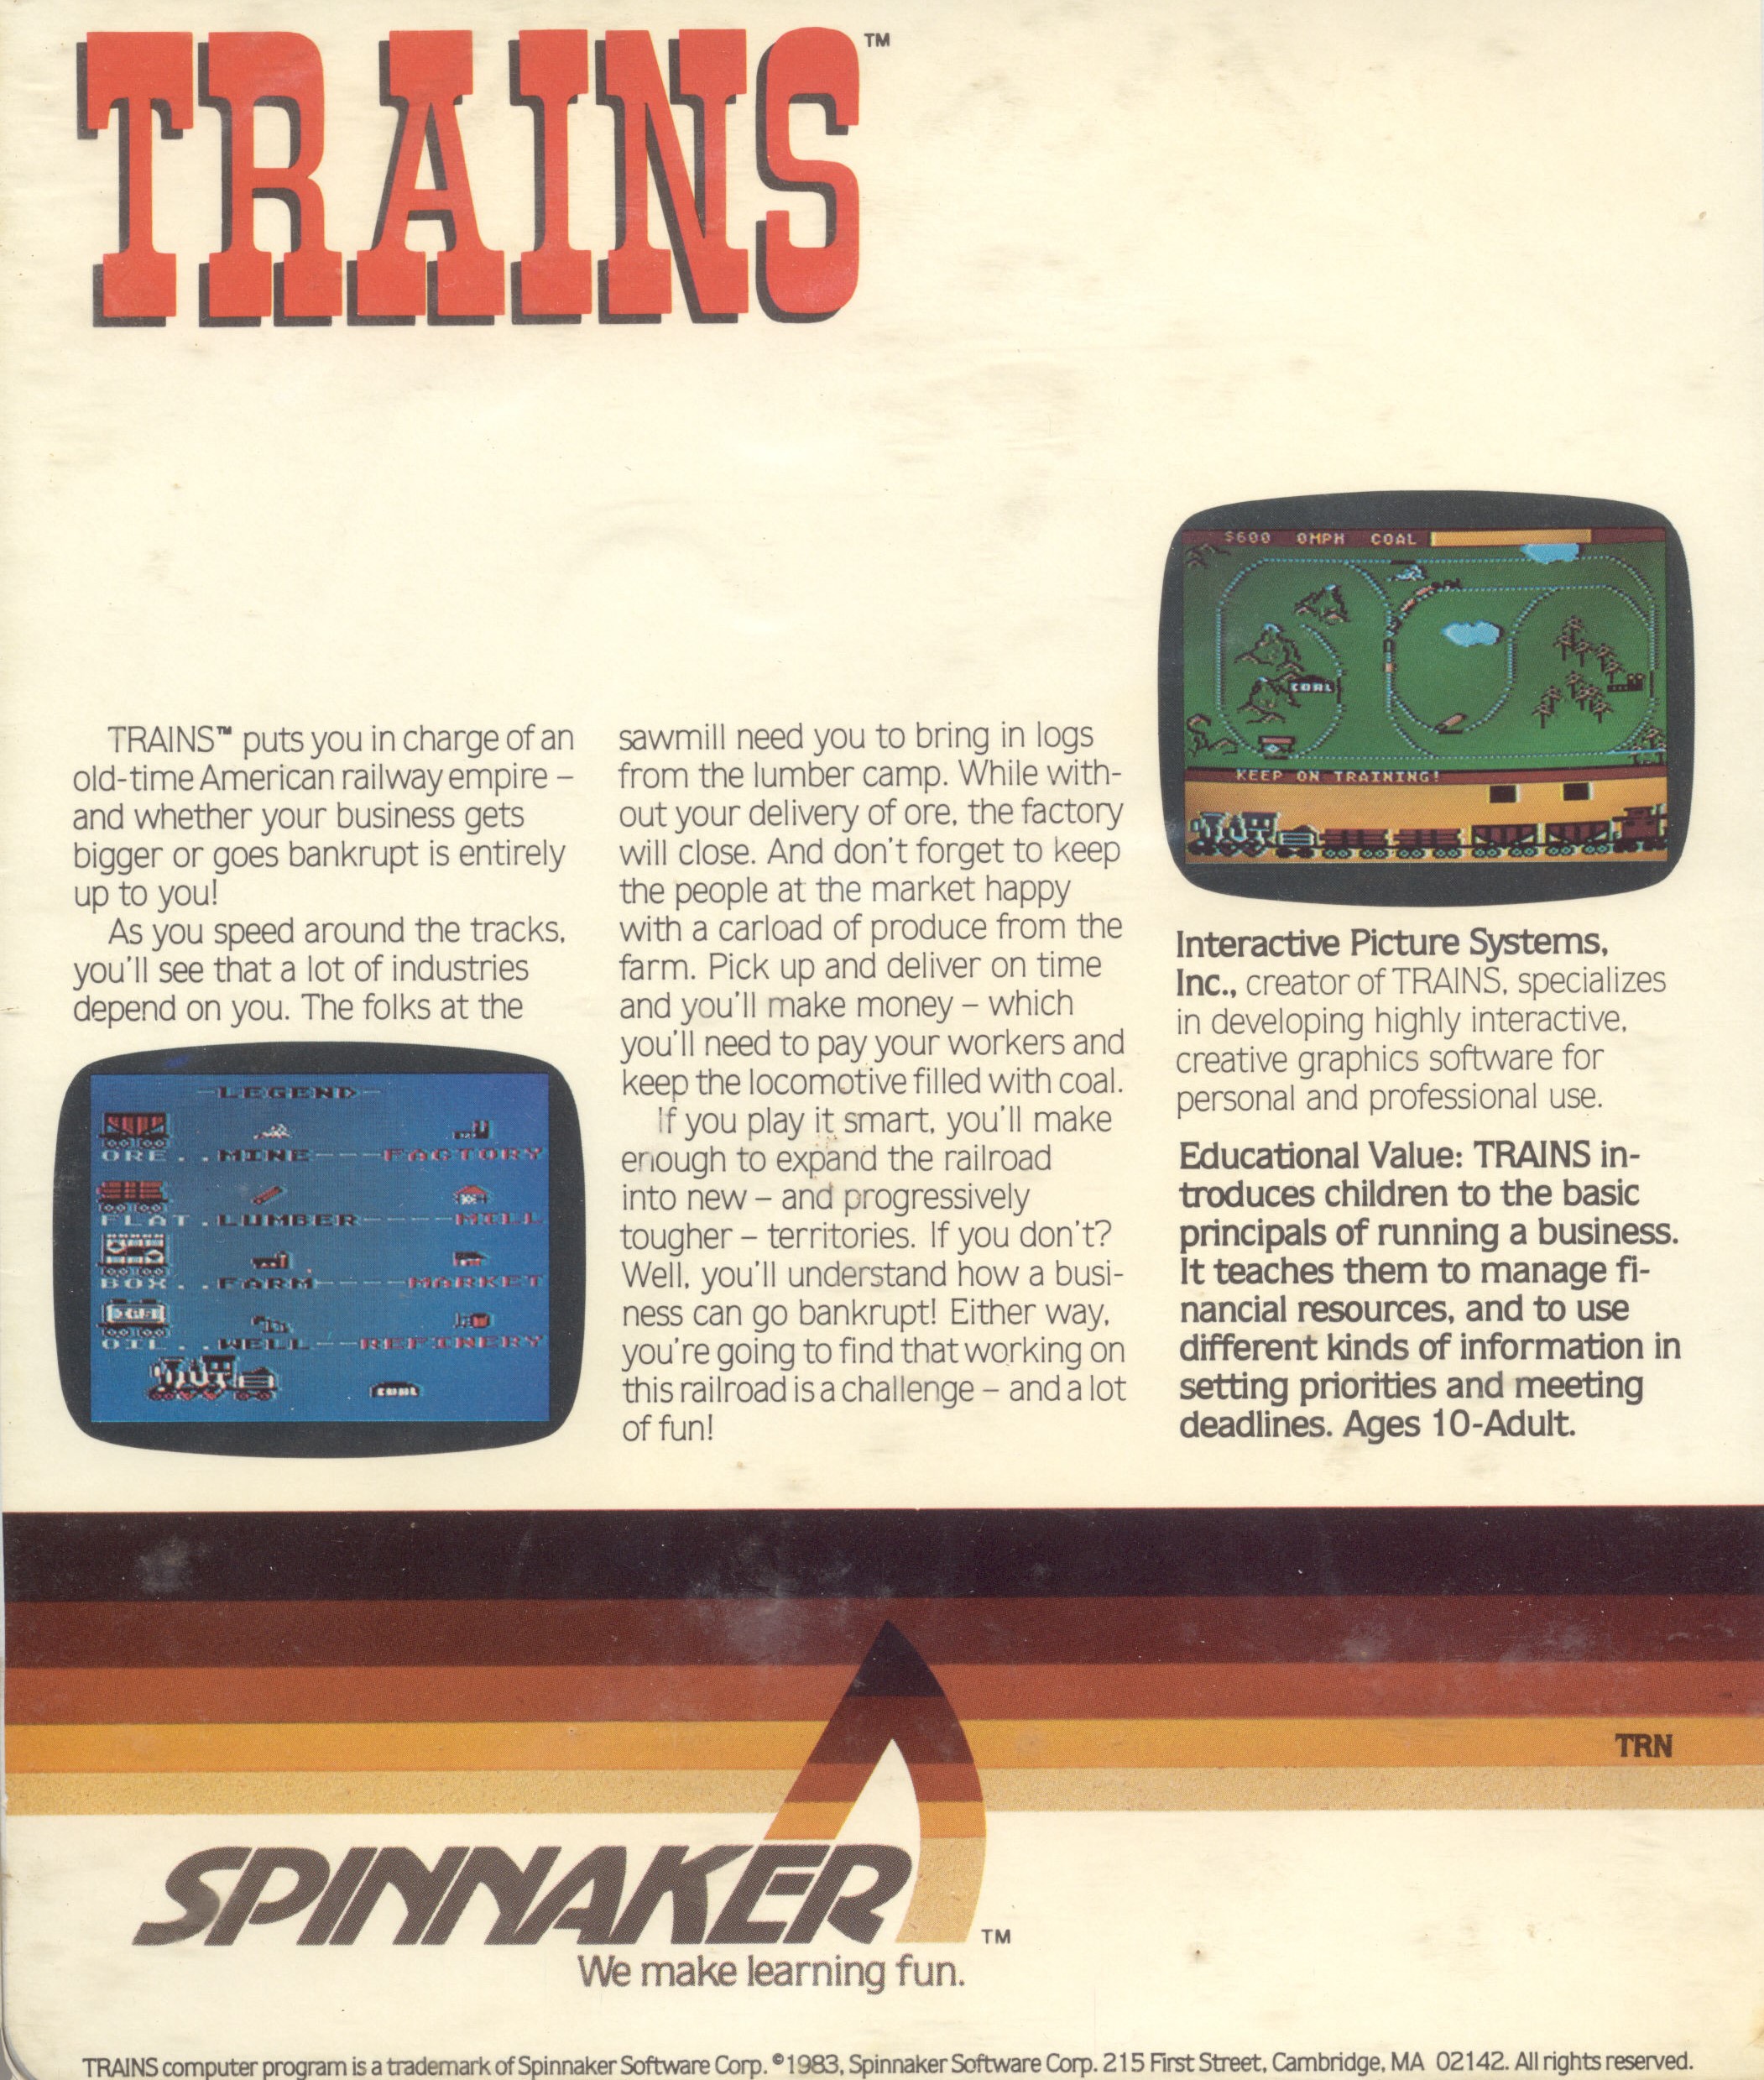 TRAINS™
TRAINS™ puts you in charge of an
old-time American railway empire –
and whether your business gets
bigger or goes bankrupt is entirely
up to you!
As you speed around the tracks,
you'll see that a lot of industries
depend on you. The folks at the
-LEGEND-
ORE..MINE---FACTORY
FLAT.LUMBER-----MILL
BOX..FARM-----MARKET
OIL..WELL--REFINERY
COAL
sawmill need you to bring in logs
from the lumber camp. While with-
out your delivery of ore, the factory
will close. And don't forget to keep
the people at the market happy
with a carload of produce from the
farm. Pick up and deliver on time
and you'll make money – which
you'll need to pay your workers and
keep the locomotive filled with coal.
If you play it smart, you'll make
enough to expand the railroad
into new – and progressively
tougher – territories. If you don't?
Well, you'll understand how a busi-
ness can go bankrupt! Either way,
you're going to find that working on
this railroad is a challenge – and a lot
of fun!
$600 0MPH COAL
COAL
KEEP ON TRAINING!
Interactive Picture Systems,
Inc., creator of TRAINS, specializes
in developing highly interactive,
creative graphics software for
personal and professional use.
Educational Value: TRAINS in-
troduces children to the basic
principals of running a business.
It teaches them to manage fi-
nancial resources, and to use
different kinds of information in
setting priorities and meeting
deadlines. Ages 10-Adult.
TRN
SPINNAKER™
We make learning fun.
TRAINS computer program is a trademark of Spinnaker Software Corp. ©1983, Spinnaker Software Corp. 215 First Street, Cambridge, MA 02142. All rights reserved.